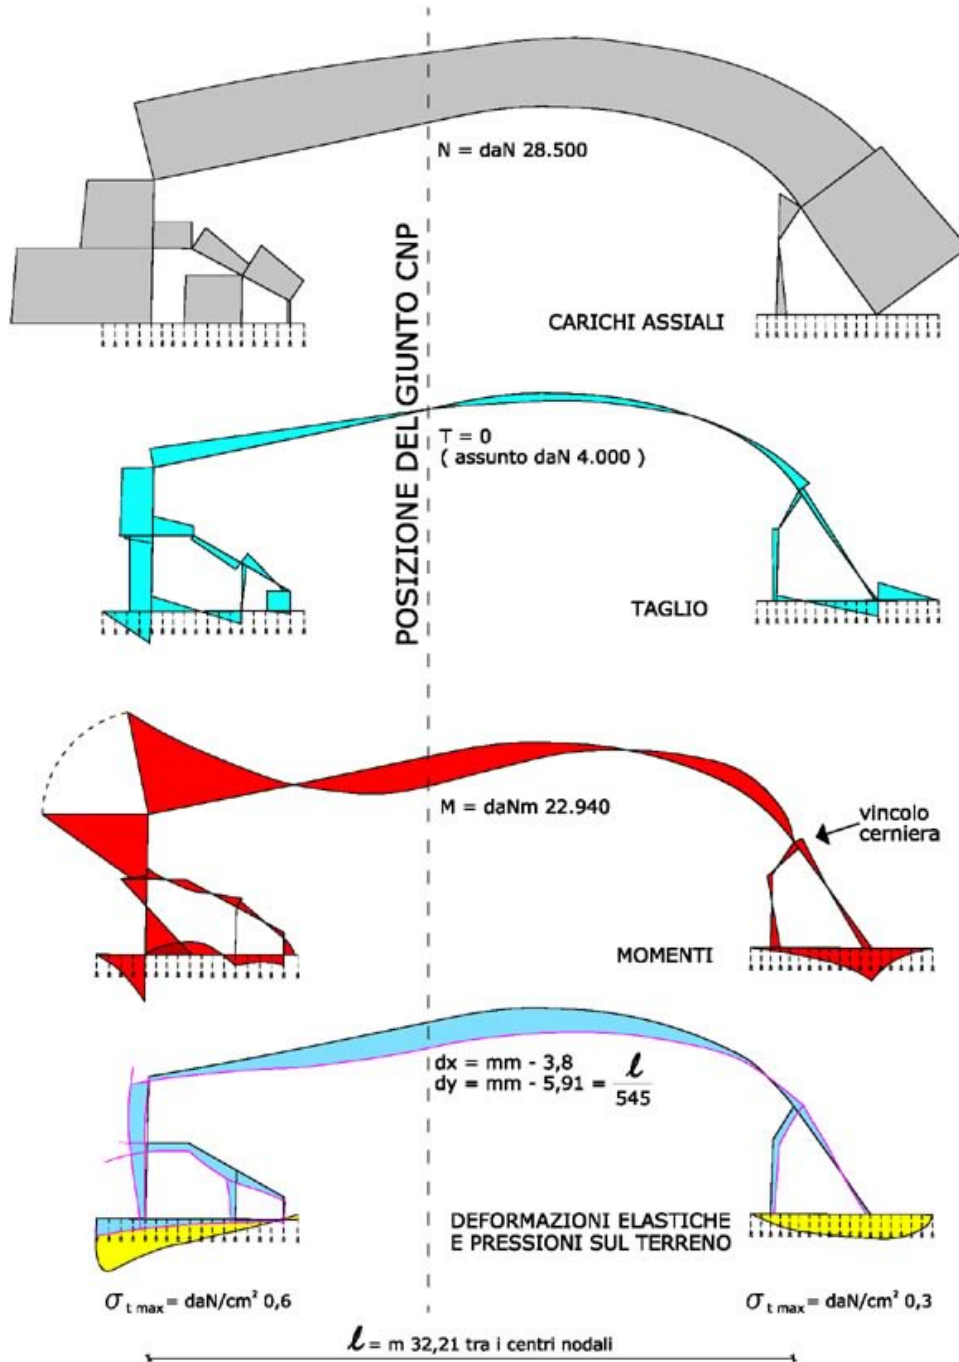 N = daN 28.500
POSIZIONE DEL GIUNTO CNP
CARICHI ASSIALI
T = 0
( assunto daN 4.000 )
TAGLIO
M = daNm 22.940
vincolo
cerniera
MOMENTI
dx = mm - 3,8
dy = mm - 5,91 = ℓ
545
DEFORMAZIONI ELASTICHE
E PRESSIONI SUL TERRENO
σ t max = daN/cm² 0,6
σ t max = daN/cm² 0,3
ℓ = m 32,21 tra i centri nodali